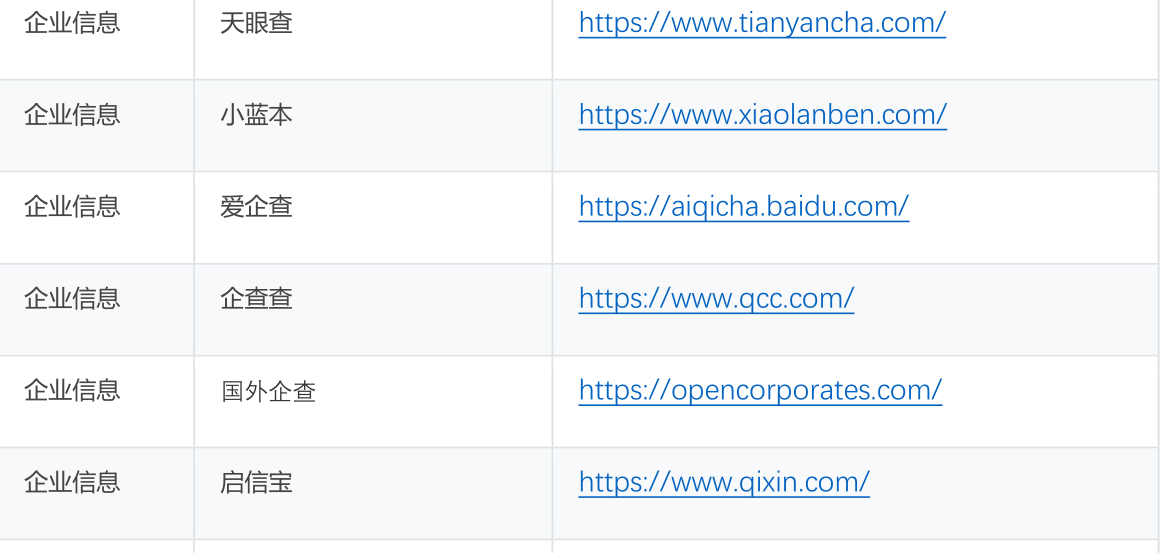 企业信息 天眼查 https://www.tianyancha.com/
企业信息 小蓝本 https://www.xiaolanben.com/
企业信息 爱企查 https://aiqicha.baidu.com/
企业信息 企查查 https://www.qcc.com/
企业信息 国外企查 https://opencorporates.com/
企业信息 启信宝 https://www.qixin.com/